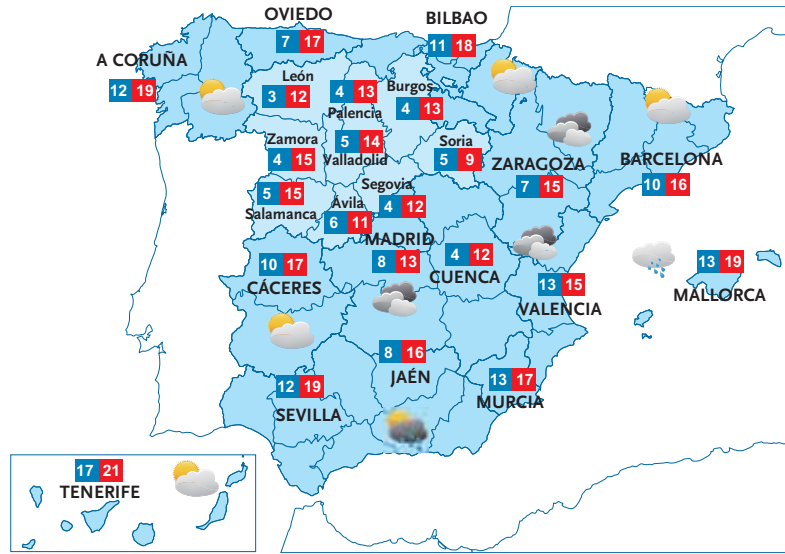 OVIEDO
7 17
BILBAO
11 18
A CORUÑA
12 19
León
3 12
4 13
Palencia
Burgos
4 13
Zamora
4 15
5 14
Valladolid
Soria
5 9
ZARAGOZA
7 15
BARCELONA
10 16
5 15
Salamanca
Ávila
6 11
Segovia
4 12
MADRID
8 13
4 12
CUENCA
10 17
CÁCERES
13 15
VALENCIA
13 19
MALLORCA
8 16
JAÉN
12 19
SEVILLA
13 17
MURCIA
17 21
TENERIFE